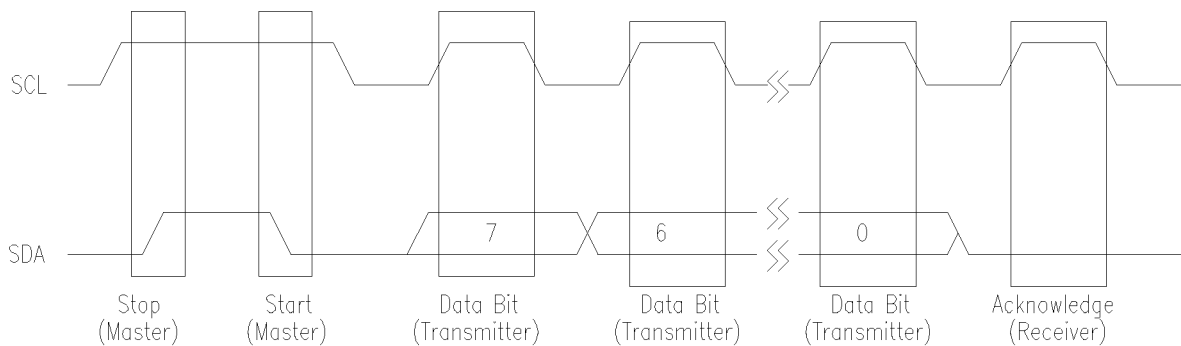 SCL
SDA
7
6
0
Stop
(Master)
Start
(Master)
Data Bit
(Transmitter)
Data Bit
(Transmitter)
Data Bit
(Transmitter)
Acknowledge
(Receiver)